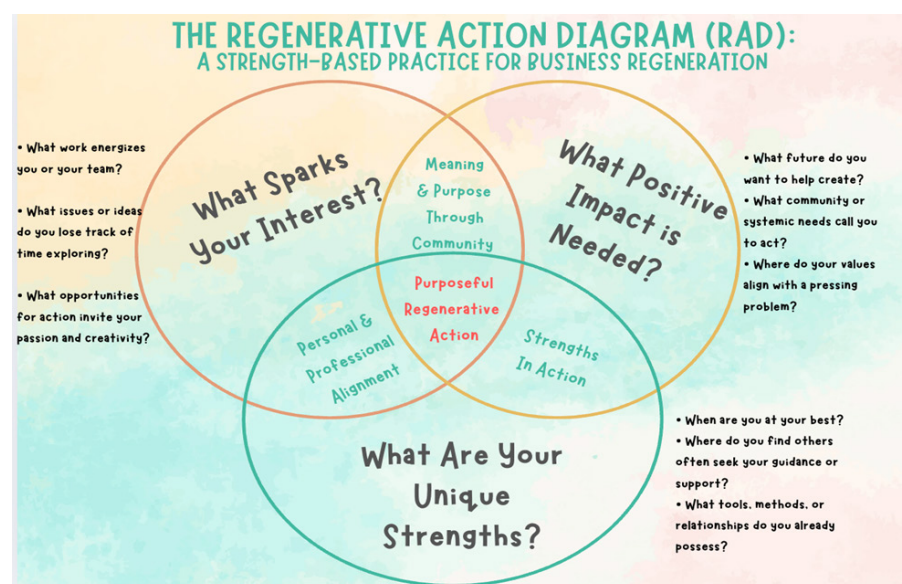 THE REGENERATIVE ACTION DIAGRAM (RAD):
A STRENGTH-BASED PRACTICE FOR BUSINESS REGENERATION
• What work energizes
you or your team?
• What issues or ideas
do you lose track of
time exploring?
• What opportunities
for action invite your
passion and creativity?
What Sparks
Your Interest?
Meaning
& Purpose
Through
Community
What Positive
Impact is
Needed?
• What future do you
want to help create?
• What community or
systemic needs call you
to act?
• Where do your values
align with a pressing
problem?
Purposeful
Regenerative
Action
Personal &
Professional
Alignment
Strengths
In Action
What Are Your
Unique
Strengths?
• When are you at your best?
• Where do you find others
often seek your guidance or
support?
• What tools, methods, or
relationships do you already
possess?